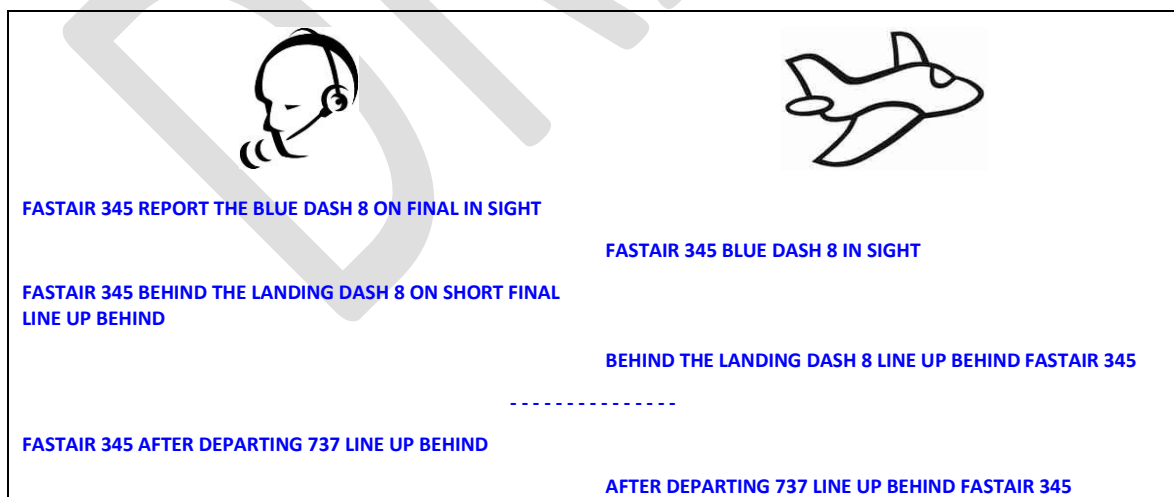 FASTAIR 345 REPORT THE BLUE DASH 8 ON FINAL IN SIGHT
FASTAIR 345 BLUE DASH 8 IN SIGHT
FASTAIR 345 BEHIND THE LANDING DASH 8 ON SHORT FINAL
LINE UP BEHIND
BEHIND THE LANDING DASH 8 LINE UP BEHIND FASTAIR 345
- - - - - - - - - - - - - - -
FASTAIR 345 AFTER DEPARTING 737 LINE UP BEHIND
AFTER DEPARTING 737 LINE UP BEHIND FASTAIR 345